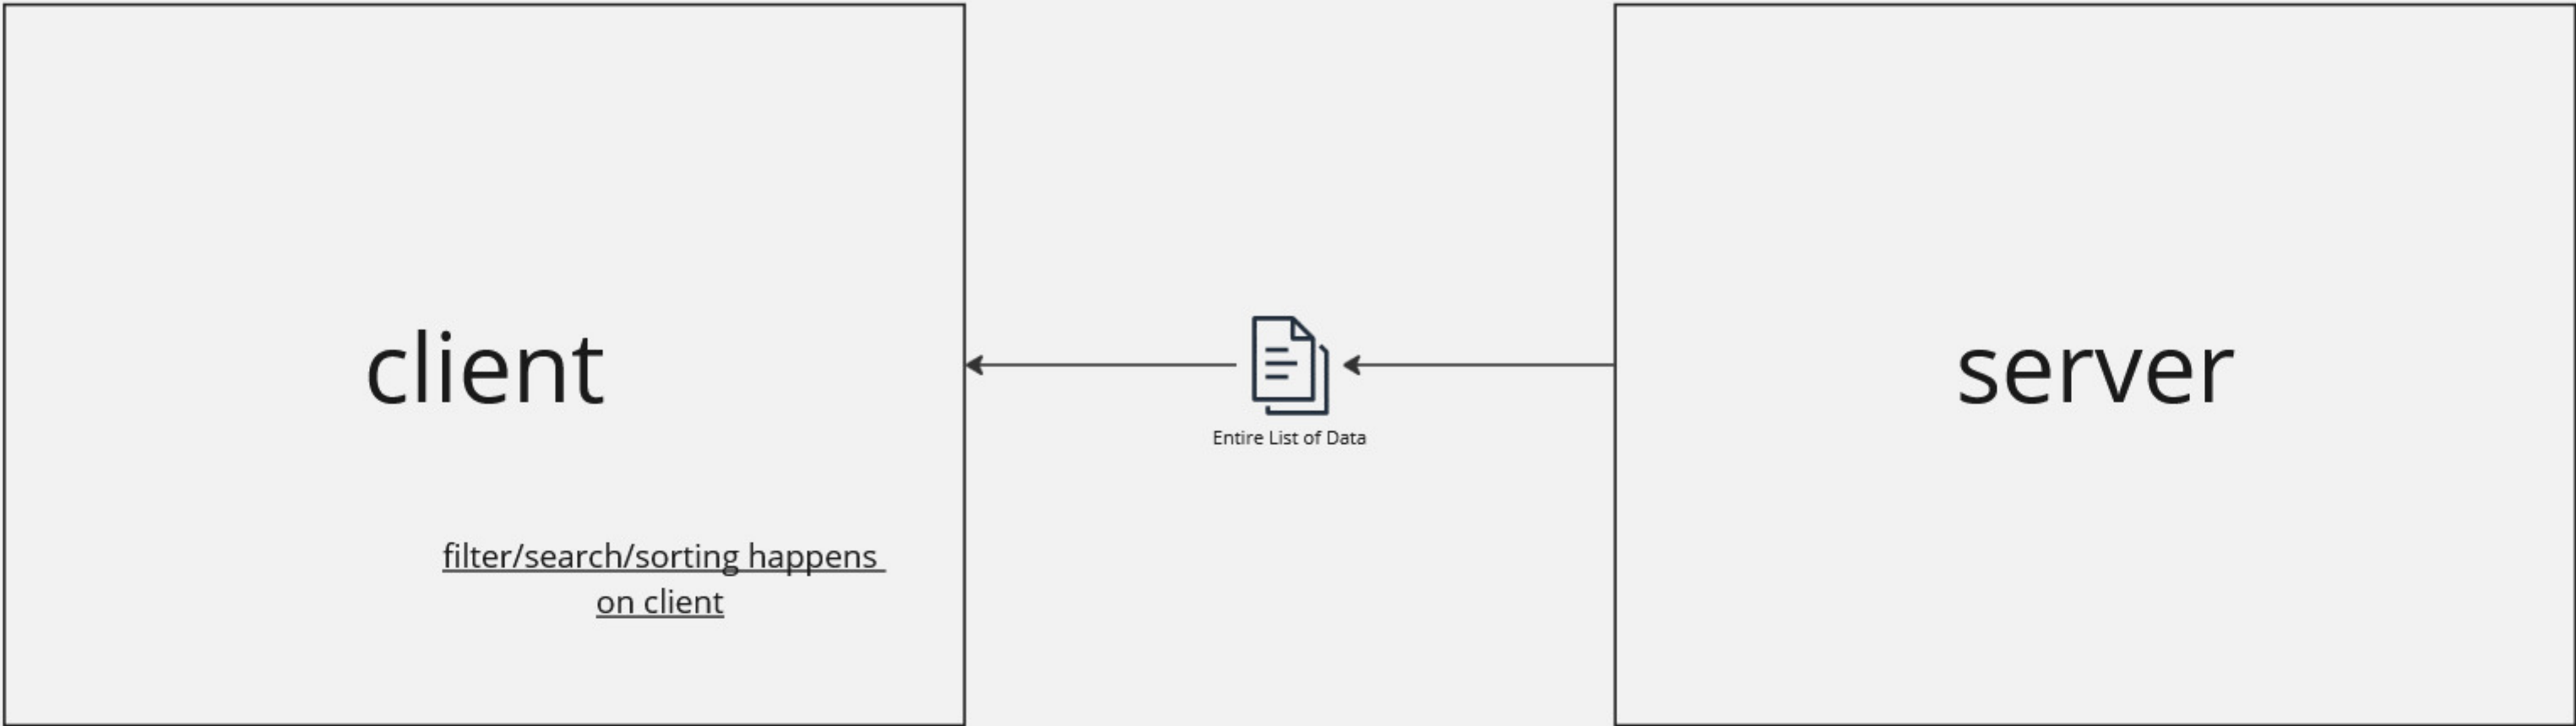 client
filter/search/sorting happens
on client
Entire List of Data
server